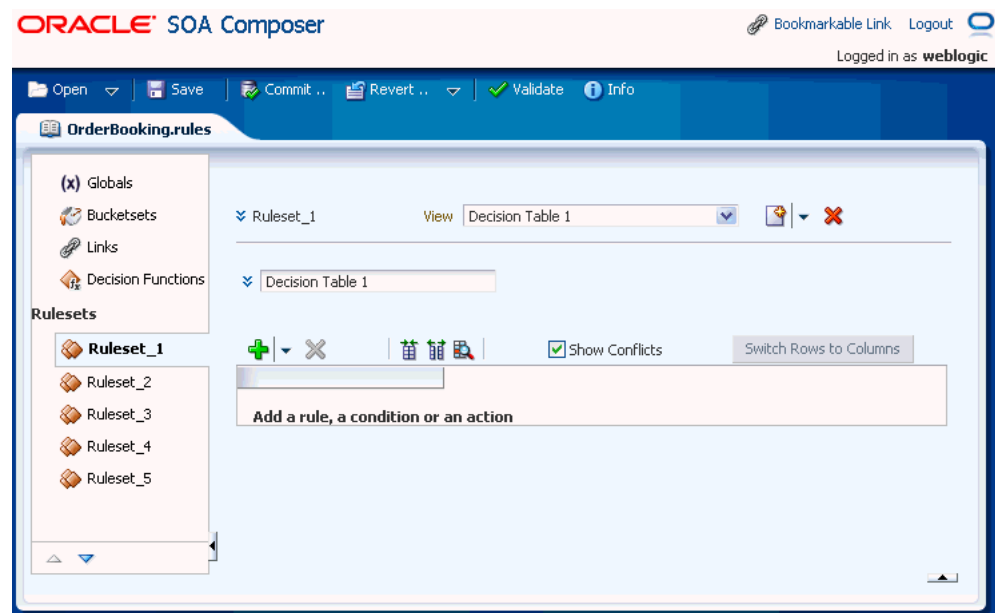 ORACLE SOA Composer
Bookmarkable Link Logout
Logged in as weblogic
Open Save Commit .. Revert .. Validate Info
OrderBooking.rules
(x) Globals
Bucketsets
Ruleset_1 View Decision Table 1
Links
Decision Functions
Decision Table 1
Rulesets
Ruleset_1
Show Conflicts Switch Rows to Columns
Ruleset_2
Ruleset_3
Add a rule, a condition or an action
Ruleset_4
Ruleset_5